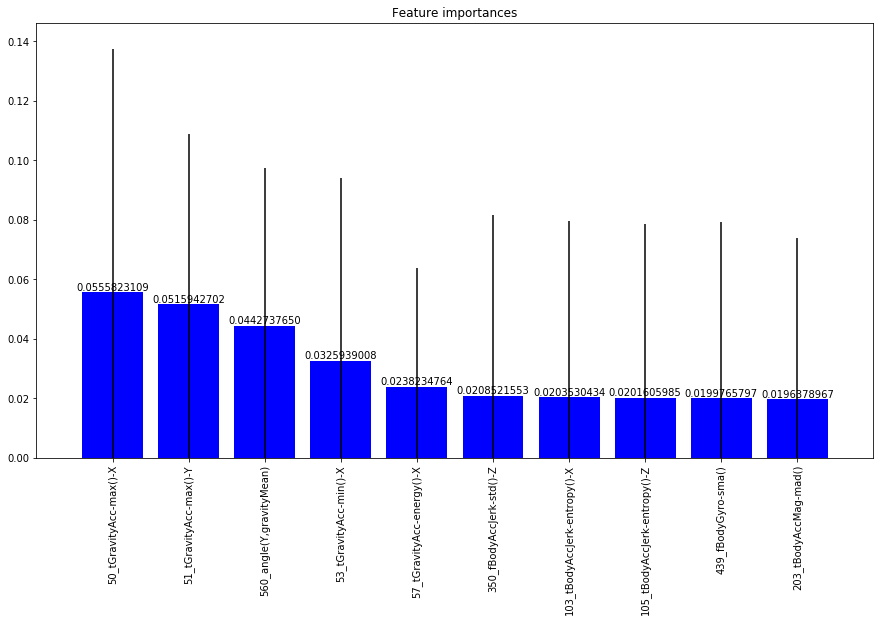 Feature importances
0.14
0.12
0.10
0.08
0.06
0.04
0.02
0.00
0.0555823109
0.0515942702
0.0442737650
0.0325939008
0.0238234764
0.0208521553
0.0203530434
0.0201605985
0.0199765797
0.0196378967
50_tGravityAcc-max()-X
51_tGravityAcc-max()-Y
560_angle(Y,gravityMean)
53_tGravityAcc-min()-X
57_tGravityAcc-energy()-X
350_fBodyAccJerk-std()-Z
103_tBodyAccJerk-entropy()-X
105_tBodyAccJerk-entropy()-Z
439_fBodyGyro-sma()
203_tBodyAccMag-mad()